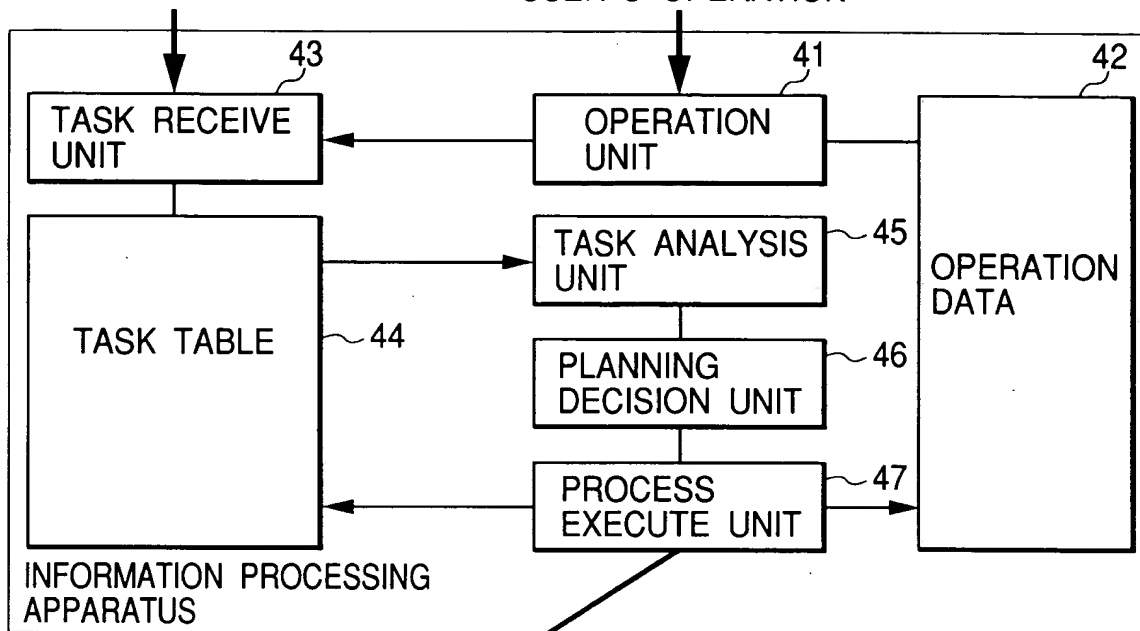 43
41
42
TASK RECEIVE
UNIT
OPERATION
UNIT
TASK ANALYSIS
UNIT
45
OPERATION
DATA
TASK TABLE
44
PLANNING
DECISION UNIT
46
PROCESS
EXECUTE UNIT
47
INFORMATION PROCESSING
APPARATUS